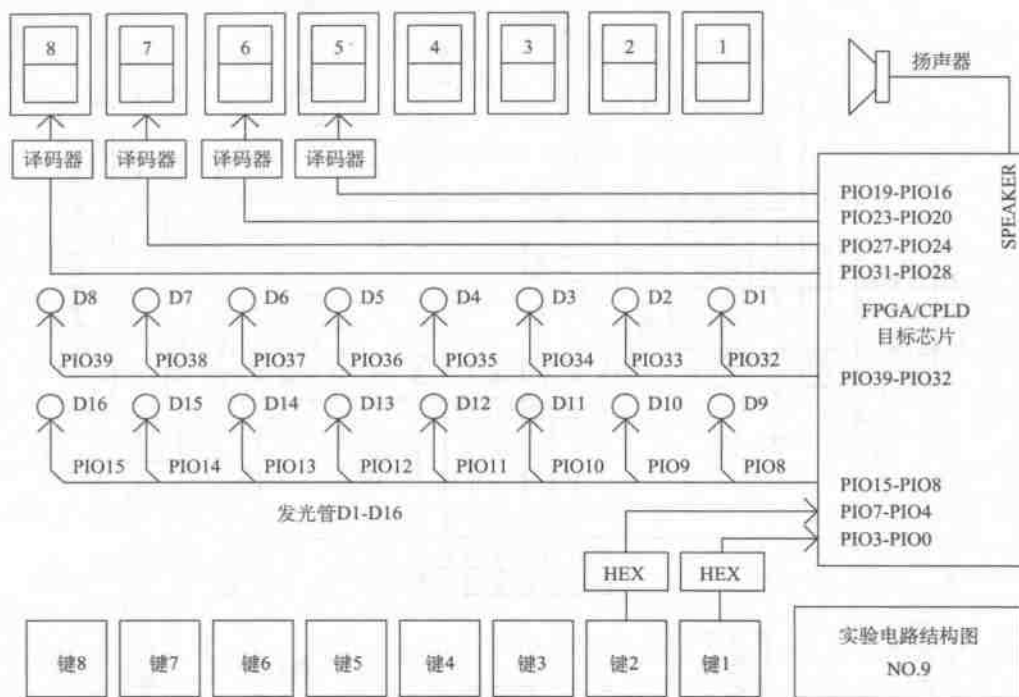 8 7 6 5 4 3 2 1
扬声器
译码器 译码器 译码器 译码器
SPEAKER
PIO19-PIO16
PIO23-PIO20
PIO27-PIO24
PIO31-PIO28
D8 D7 D6 D5 D4 D3 D2 D1
FPGA/CPLD
目标芯片
PIO39 PIO38 PIO37 PIO36 PIO35 PIO34 PIO33 PIO32
PIO39-PIO32
D16 D15 D14 D13 D12 D11 D10 D9
PIO15 PIO14 PIO13 PIO12 PIO11 PIO10 PIO9 PIO8
PIO15-PIO8
发光管D1-D16
PIO7-PIO4
PIO3-PIO0
HEX HEX
键8 键7 键6 键5 键4 键3 键2 键1
实验电路结构图
NO.9